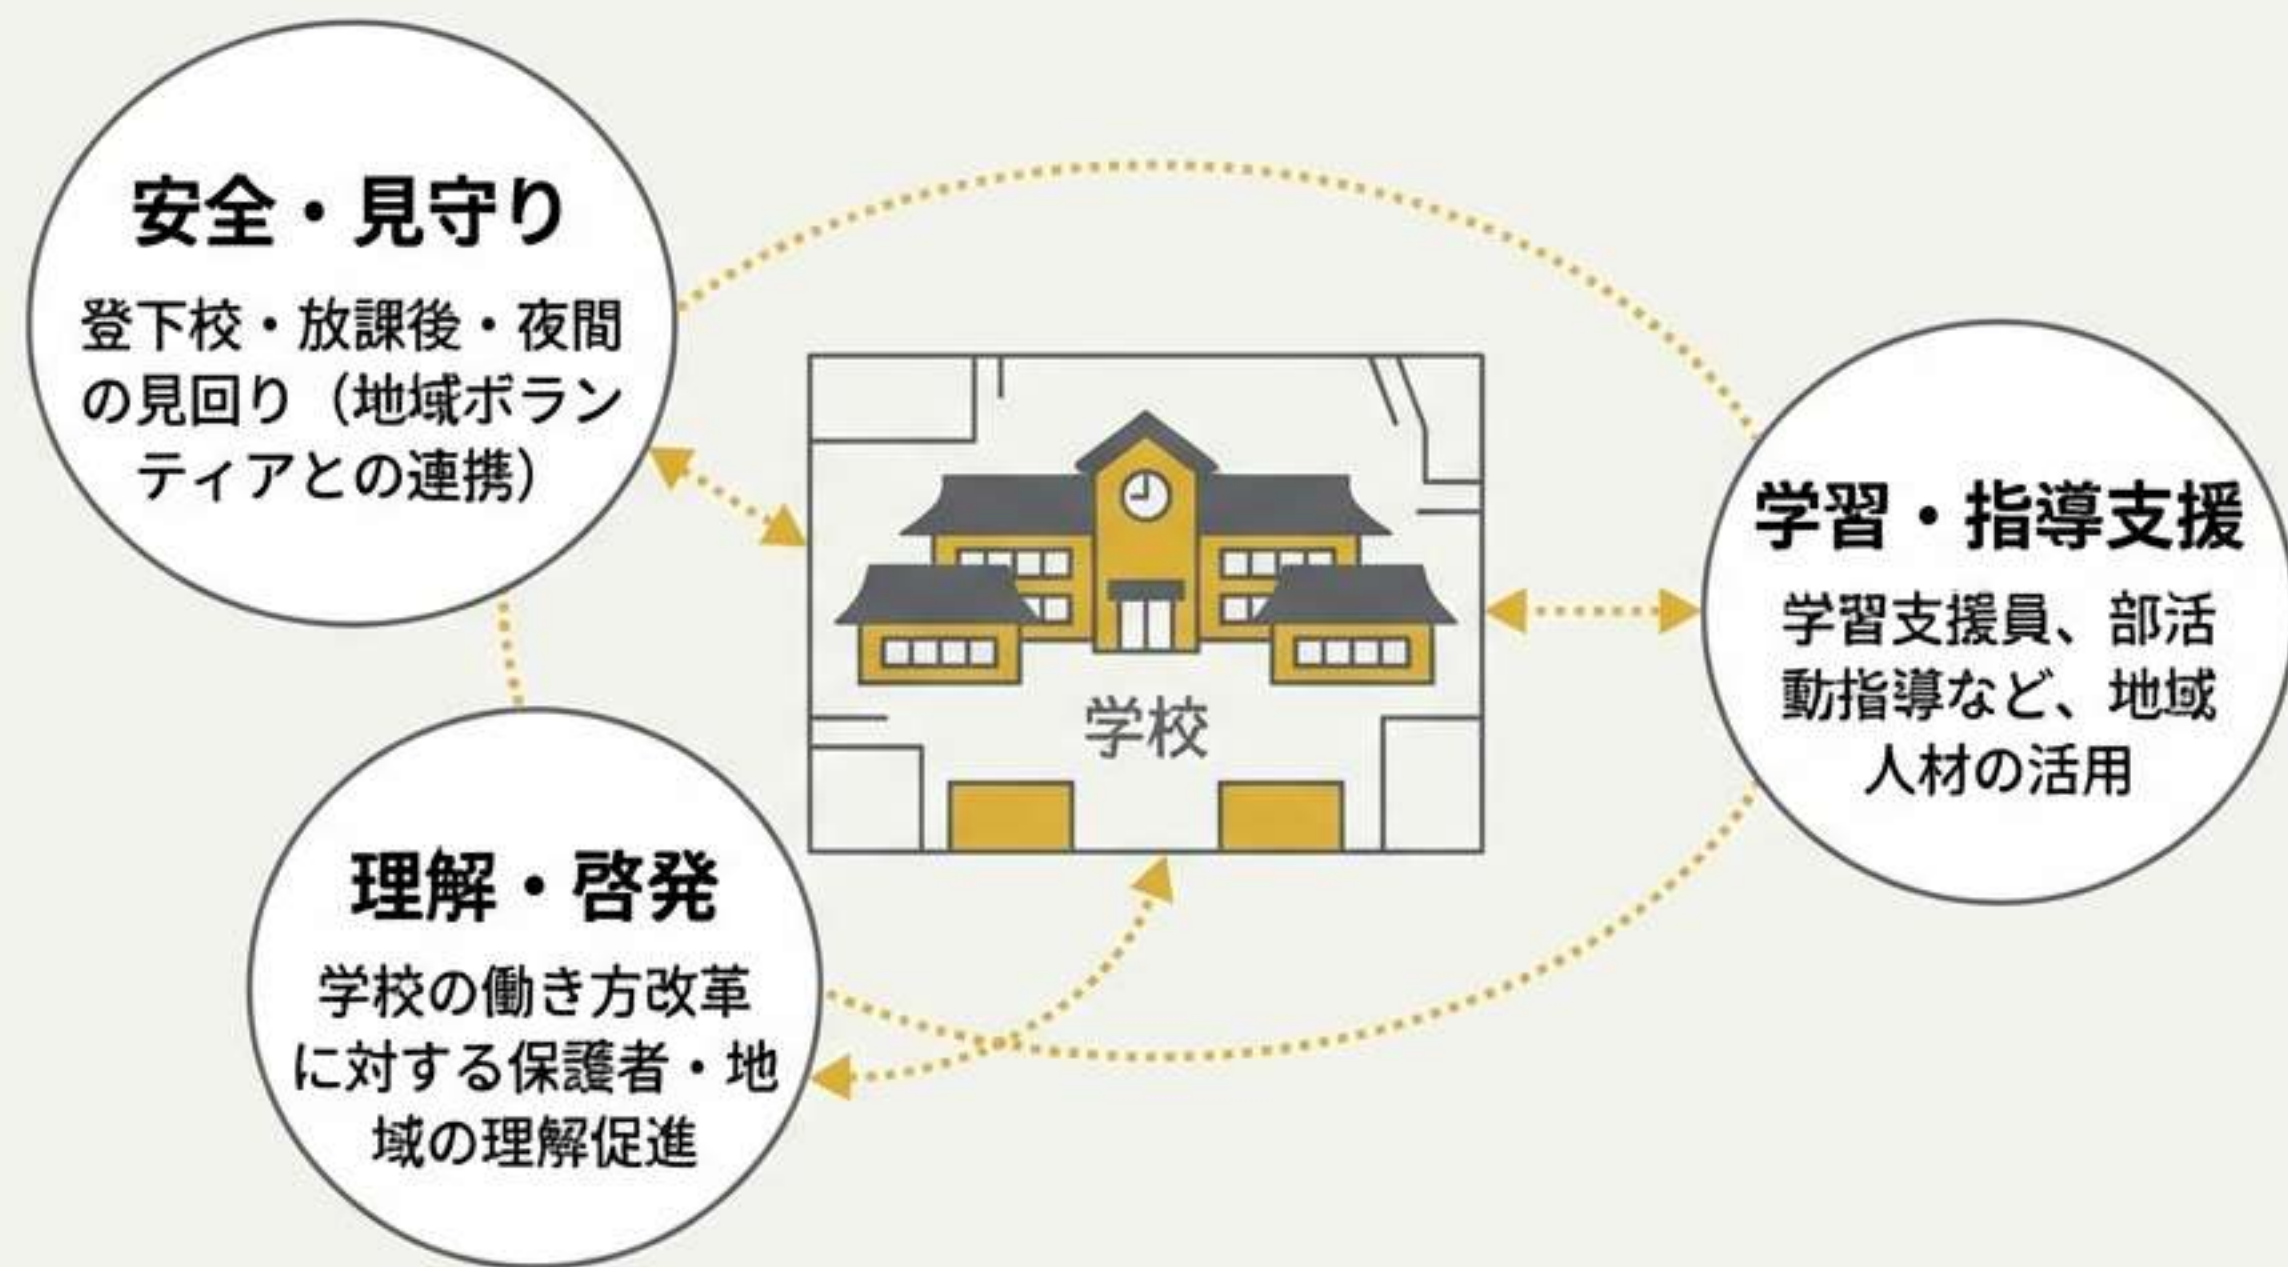 安全・見守り
登下校・放課後・夜間
の見回り（地域ボラン
ティアとの連携）
学校
学習・指導支援
学習支援員、部活
動指導など、地域
人材の活用
理解・啓発
学校の働き方改革
に対する保護者・地
域の理解促進